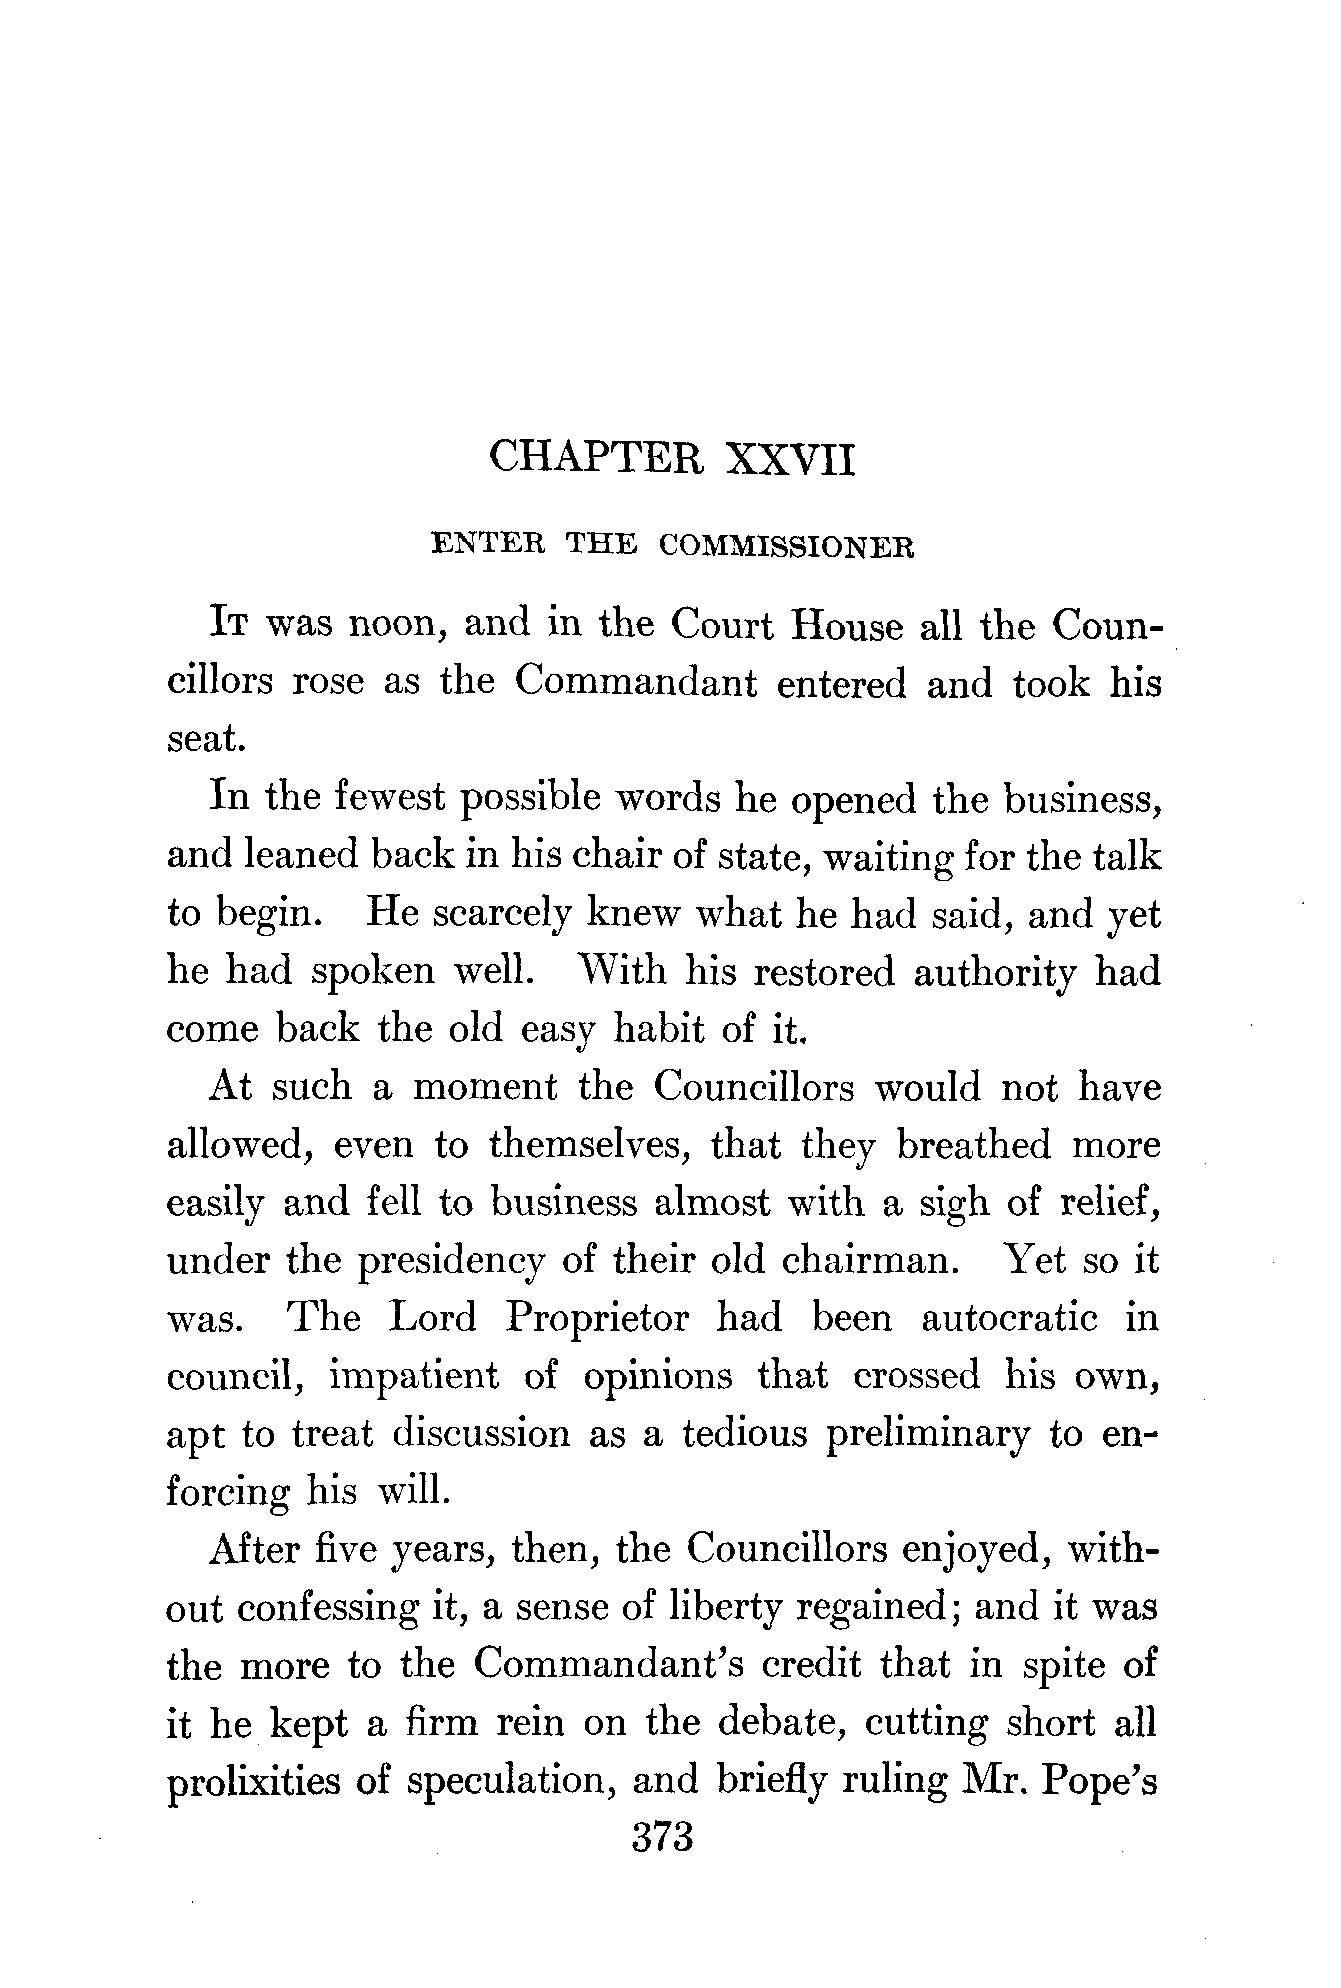 CHAPTER XXVII
ENTER THE COMMISSIONER
IT was noon, and in the Court House all the Coun-
cillors rose as the Commandant entered and took his
seat.
In the fewest possible words he opened the business,
and leaned back in his chair of state, waiting for the talk
to begin. He scarcely knew what he had said, and yet
he had spoken well. With his restored authority had
come back the old easy habit of it.
At such a moment the Councillors would not have
allowed, even to themselves, that they breathed more
easily and fell to business almost with a sigh of relief,
under the presidency of their old chairman. Yet so it
was. The Lord Proprietor had been autocratic in
council, impatient of opinions that crossed his own,
apt to treat discussion as a tedious preliminary to en-
forcing his will.
After five years, then, the Councillors enjoyed, with-
out confessing it, a sense of liberty regained; and it was
the more to the Commandant's credit that in spite of
it he kept a firm rein on the debate, cutting short all
prolixities of speculation, and briefly ruling Mr. Pope's
373